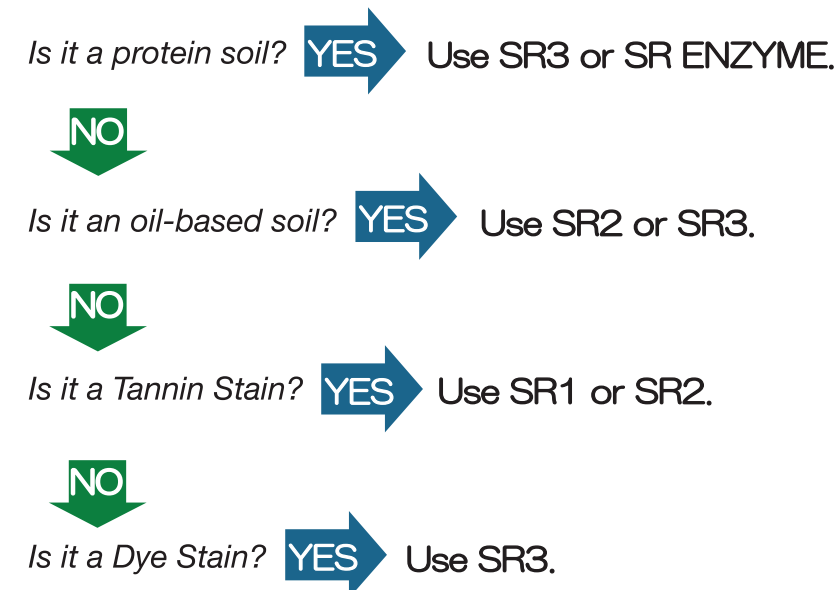 Is it a protein soil? YES Use SR3 or SR ENZYME.
NO
Is it an oil-based soil? YES Use SR2 or SR3.
NO
Is it a Tannin Stain? YES Use SR1 or SR2.
NO
Is it a Dye Stain? YES Use SR3.